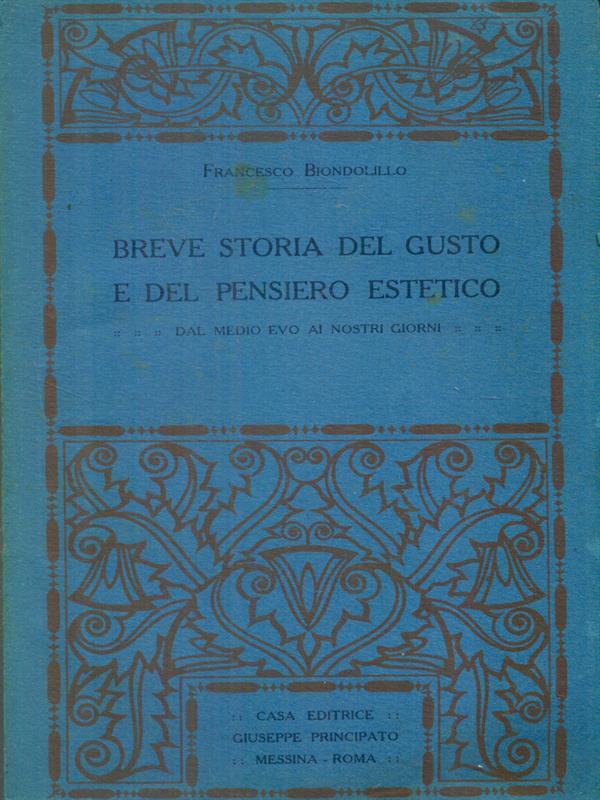 FRANCESCO BIONDOLILLO
BREVE STORIA DEL GUSTO
E DEL PENSIERO ESTETICO
:: :: :: DAL MEDIO EVO AI NOSTRI GIORNI :: :: ::
:: CASA EDITRICE ::
GIUSEPPE PRINCIPATO
:: MESSINA - ROMA ::